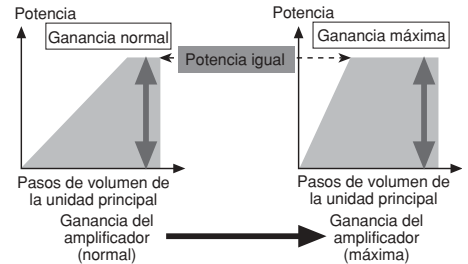 Potencia
Ganancia normal
Potencia igual
Pasos de volumen de
la unidad principal
Ganancia del
amplificador
(normal)
Potencia
Ganancia máxima
Pasos de volumen de
la unidad principal
Ganancia del
amplificador
(máxima)